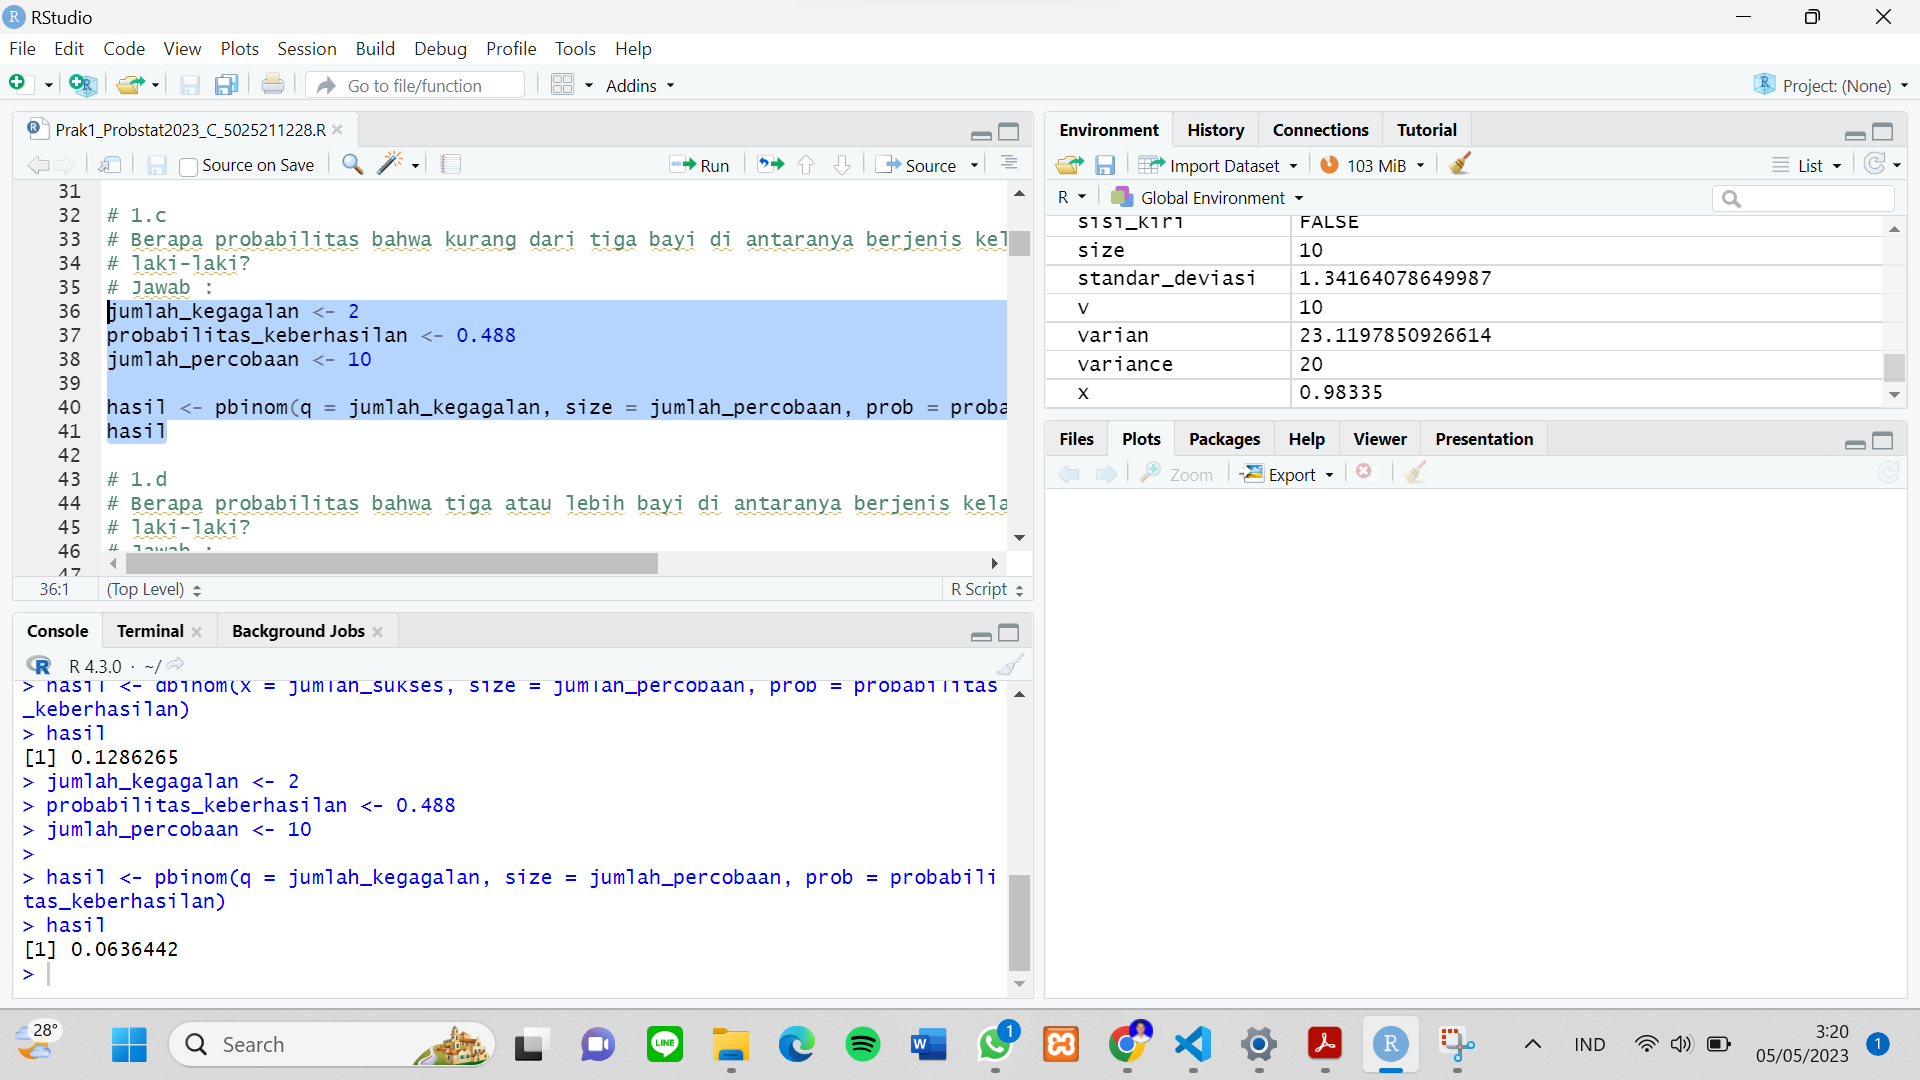 RStudio
File Edit Code View Plots Session Build Debug Profile Tools Help
Go to file/function Addins Project: (None)
Prak1_Probstat2023_C_5025211228.R
Source on Save Run Source
31
32 # 1.c
33 # Berapa probabilitas bahwa kurang dari tiga bayi di antaranya berjenis kel
34 # laki-laki?
35 # Jawab :
36 jumlah_kegagalan <- 2
37 probabilitas_keberhasilan <- 0.488
38 jumlah_percobaan <- 10
39
40 hasil <- pbinom(q = jumlah_kegagalan, size = jumlah_percobaan, prob = proba
41 hasil
42
43 # 1.d
44 # Berapa probabilitas bahwa tiga atau lebih bayi di antaranya berjenis kela
45 # laki-laki?
46 # Jawab :
47
36:1 (Top Level) R Script
Console Terminal Background Jobs
R 4.3.0 · ~/
> hasil <- dbinom(x = jumlah_sukses, size = jumlah_percobaan, prob = probabilitas
_keberhasilan)
> hasil
[1] 0.1286265
> jumlah_kegagalan <- 2
> probabilitas_keberhasilan <- 0.488
> jumlah_percobaan <- 10
>
> hasil <- pbinom(q = jumlah_kegagalan, size = jumlah_percobaan, prob = probabili
tas_keberhasilan)
> hasil
[1] 0.0636442
>
Environment History Connections Tutorial
Import Dataset 103 MiB List
R Global Environment
sisi_kiri FALSE
size 10
standar_deviasi 1.34164078649987
v 10
varian 23.1197850926614
variance 20
x 0.98335
Files Plots Packages Help Viewer Presentation
Zoom Export
28° Search LINE W 1 R IND 3:20
05/05/2023 1